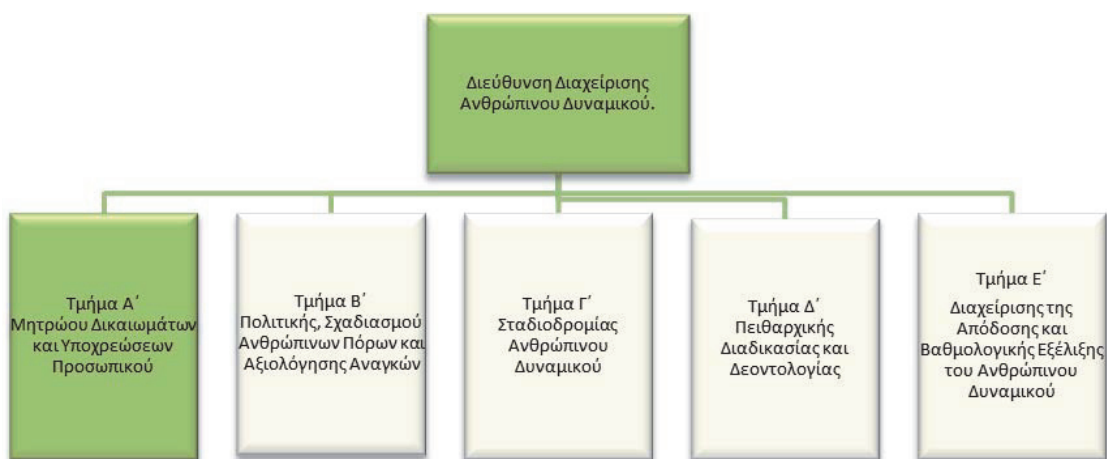 Διεύθυνση Διαχείρισης
Ανθρώπινου Δυναμικού.
Τμήμα Α΄
Μητρώου Δικαιωμάτων
και Υποχρεώσεων
Προσωπικού
Τμήμα Β΄
Πολιτικής, Σχαδιασμού
Ανθρώπινων Πόρων και
Αξιολόγησης Αναγκών
Τμήμα Γ΄
Σταδιοδρομίας
Ανθρώπινου
Δυναμικού
Τμήμα Δ΄
Πειθαρχικής
Διαδικασίας και
Δεοντολογίας
Τμήμα Ε΄
Διαχείρισης της
Απόδοσης και
Βαθμολογικής Εξέλιξης
του Ανθρώπινου
Δυναμικού